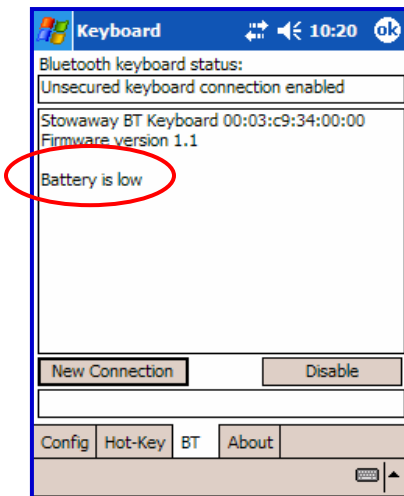 Keyboard 10:20 ok
Bluetooth keyboard status:
Unsecured keyboard connection enabled
Stowaway BT Keyboard 00:03:c9:34:00:00
Firmware version 1.1
Battery is low
New Connection Disable
Config Hot-Key BT About